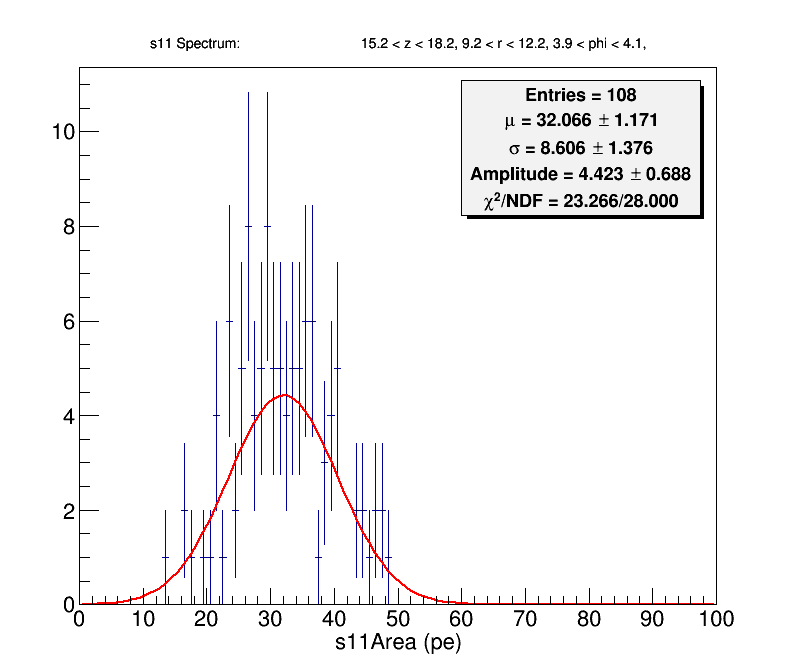 s11 Spectrum: 15.2 < z < 18.2, 9.2 < r < 12.2, 3.9 < phi < 4.1,
Entries = 108
μ = 32.066 ± 1.171
σ = 8.606 ± 1.376
Amplitude = 4.423 ± 0.688
χ²/NDF = 23.266/28.000
10
8
6
4
2
0
0 10 20 30 40 50 60 70 80 90 100
s11Area (pe)